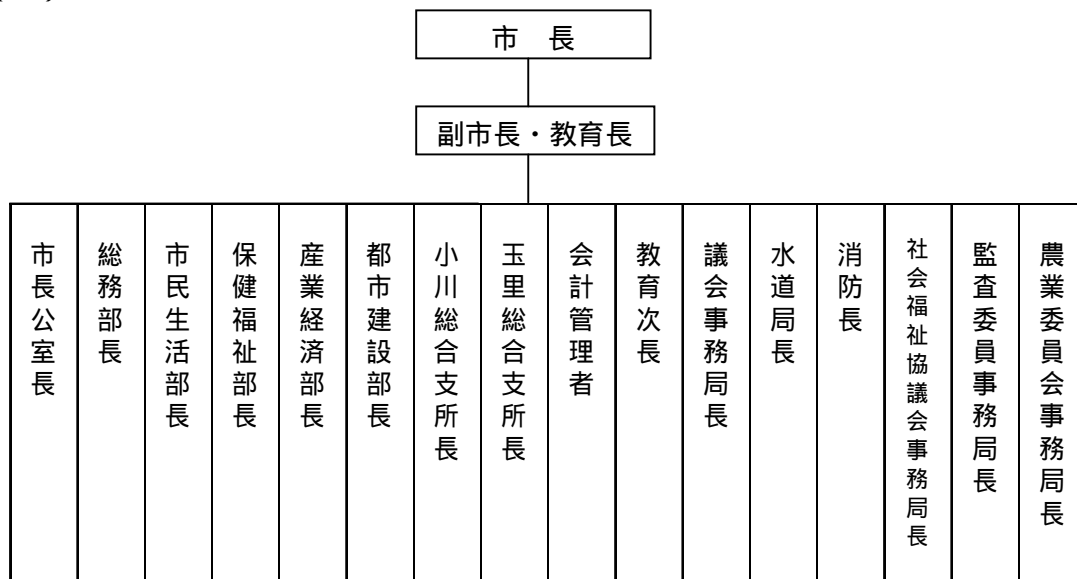 市 長
副市長・教育長
市長公室長
総務部長
市民生活部長
保健福祉部長
産業経済部長
都市建設部長
小川総合支所長
玉里総合支所長
会計管理者
教育次長
議会事務局長
水道局長
消防長
社会福祉協議会事務局長
監査委員事務局長
農業委員会事務局長